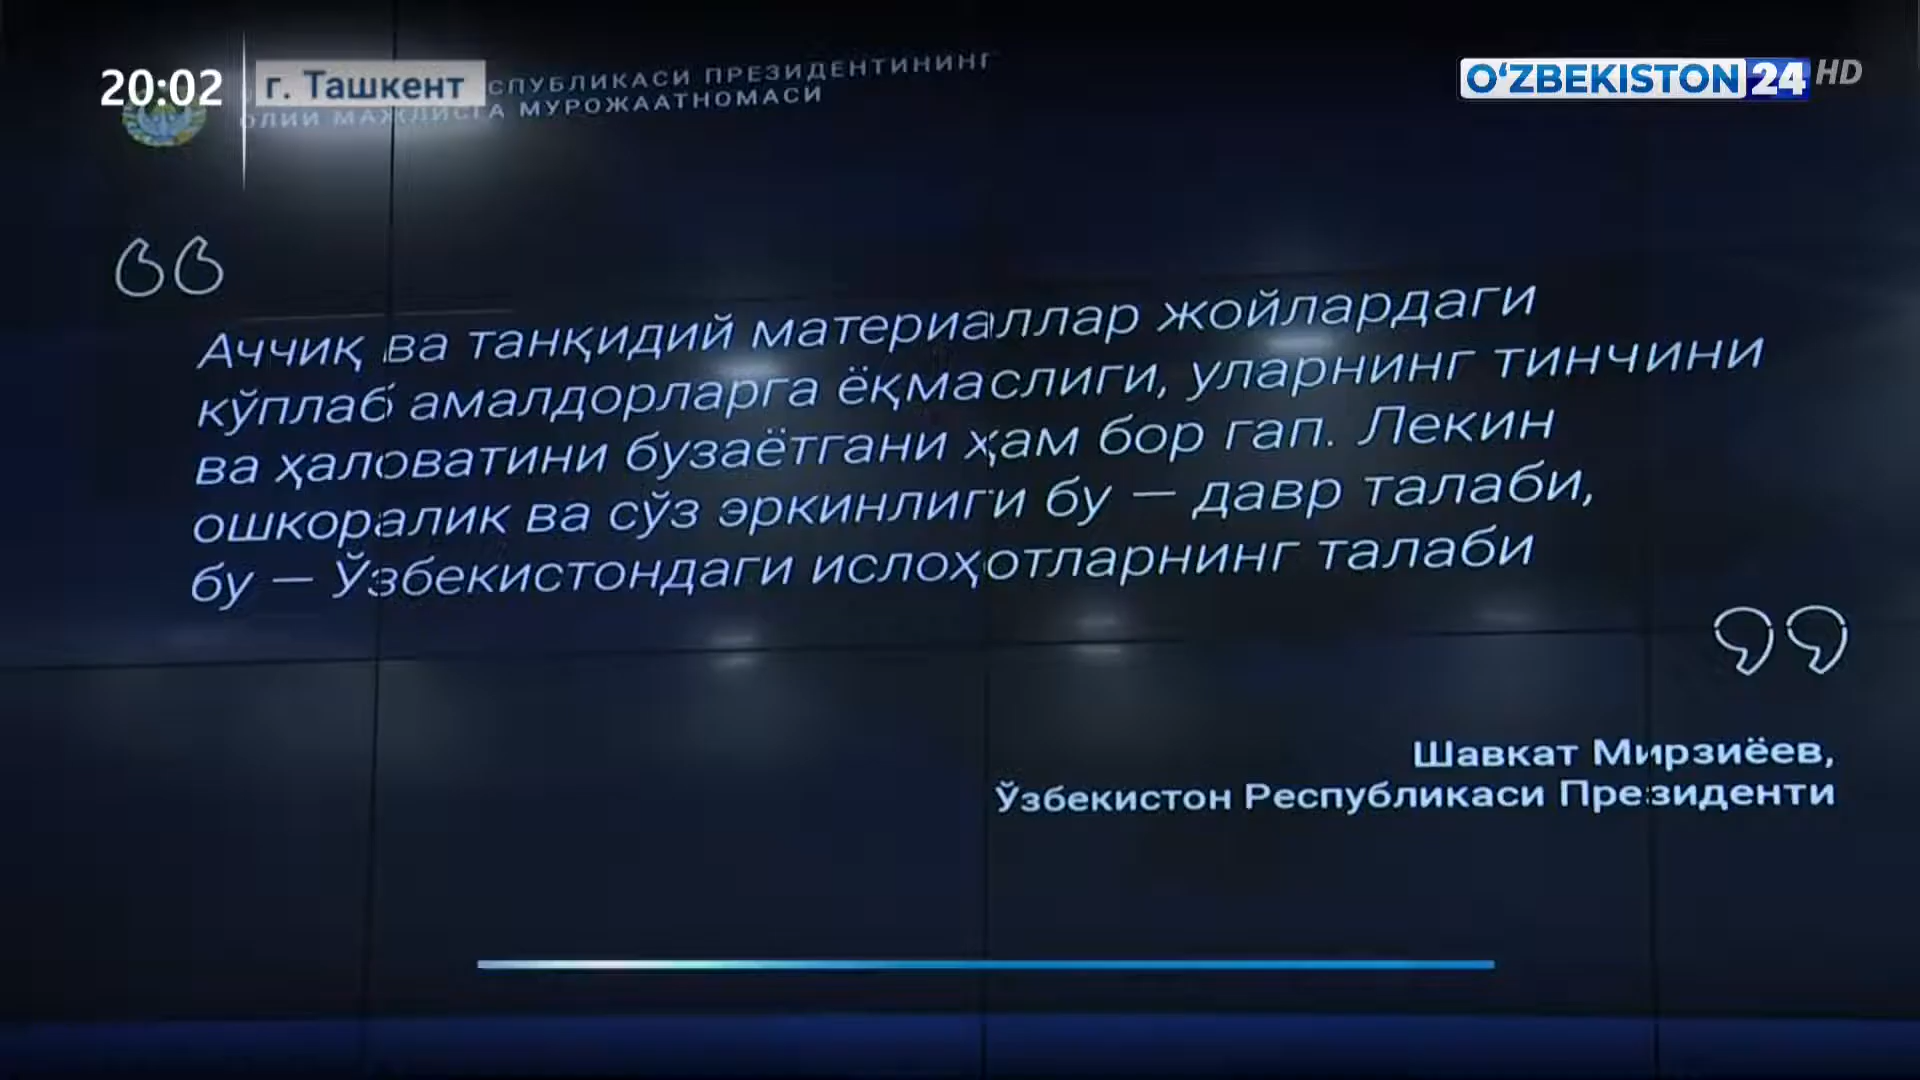 20:02
г. Ташкент
O‘ZBEKISTON 24 HD
ПРЕЗИДЕНТИНИНГ
ОЛИЙ МАЖЛИСГА МУРОЖААТНОМАСИ
Аччиқ ва танқидий материаллар жойлардаги
кўплаб амалдорларга ёқмаслиги, уларнинг тинчини
ва ҳаловатини бузаётгани ҳам бор гап. Лекин
ошкоралик ва сўз эркинлиги бу — давр талаби,
бу — Ўзбекистондаги ислоҳотларнинг талаби
Шавкат Мирзиёев,
Ўзбекистон Республикаси Президенти